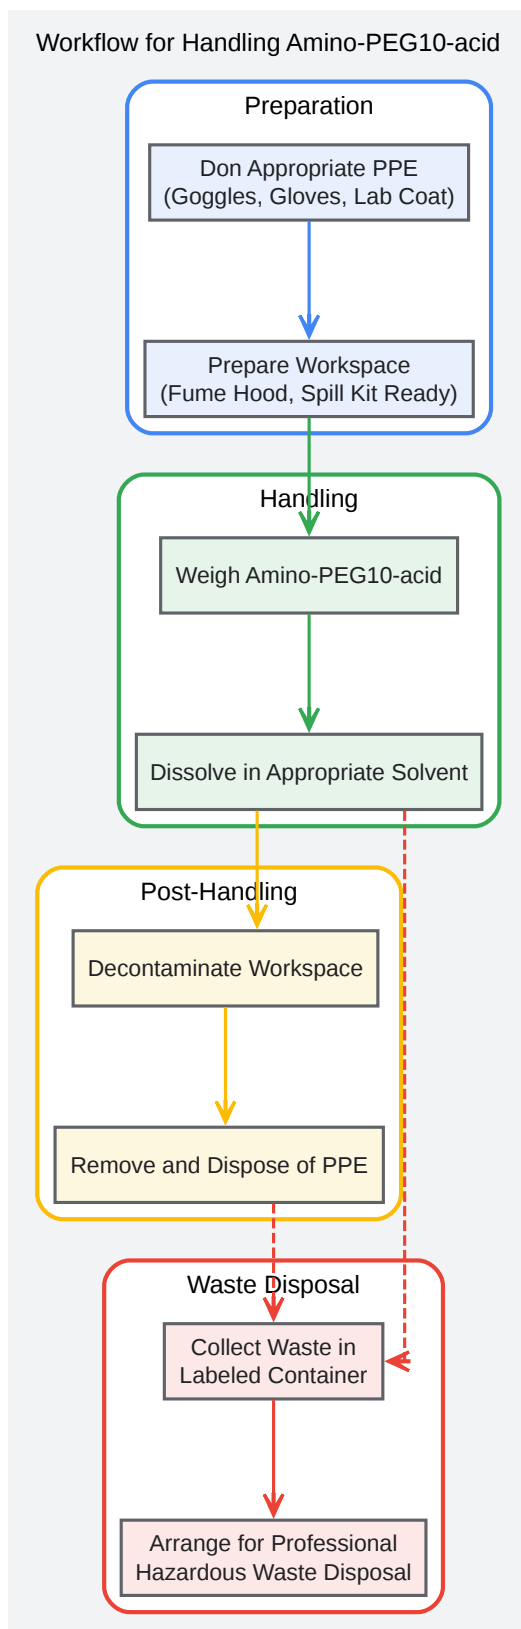 Workflow for Handling Amino-PEG10-acid
Preparation
Don Appropriate PPE
(Goggles, Gloves, Lab Coat)
Prepare Workspace
(Fume Hood, Spill Kit Ready)
Handling
Weigh Amino-PEG10-acid
Dissolve in Appropriate Solvent
Post-Handling
Decontaminate Workspace
Remove and Dispose of PPE
Waste Disposal
Collect Waste in
Labeled Container
Arrange for Professional
Hazardous Waste Disposal